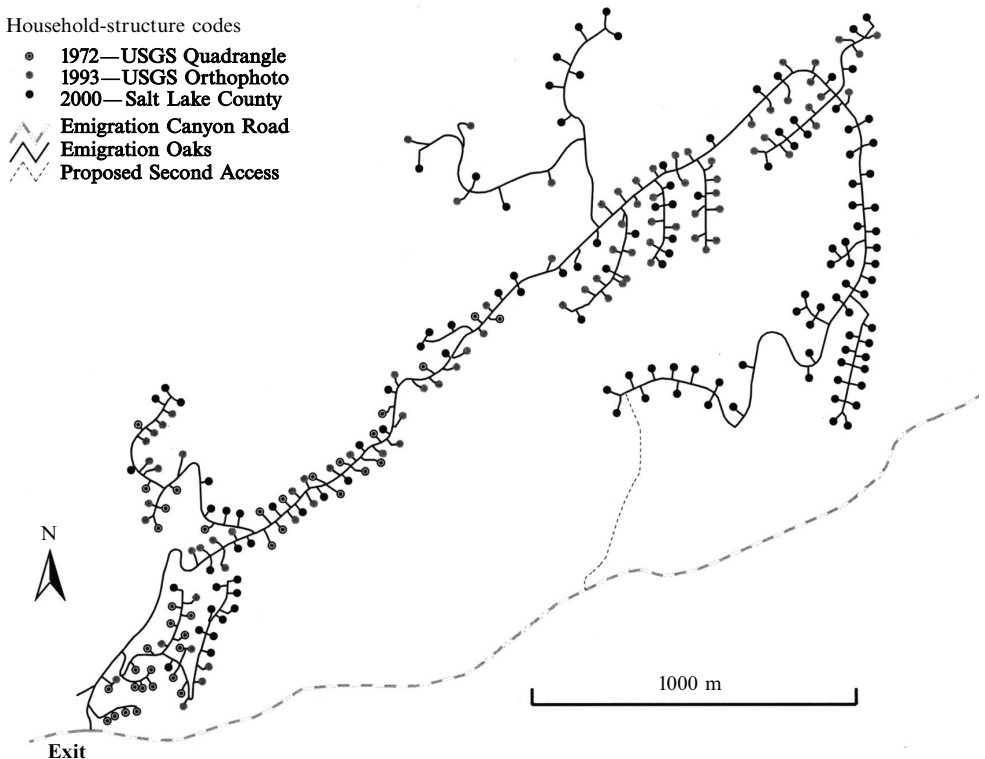 Household-structure codes
1972—USGS Quadrangle
1993—USGS Orthophoto
2000—Salt Lake County
Emigration Canyon Road
Emigration Oaks
Proposed Second Access
N
1000 m
Exit